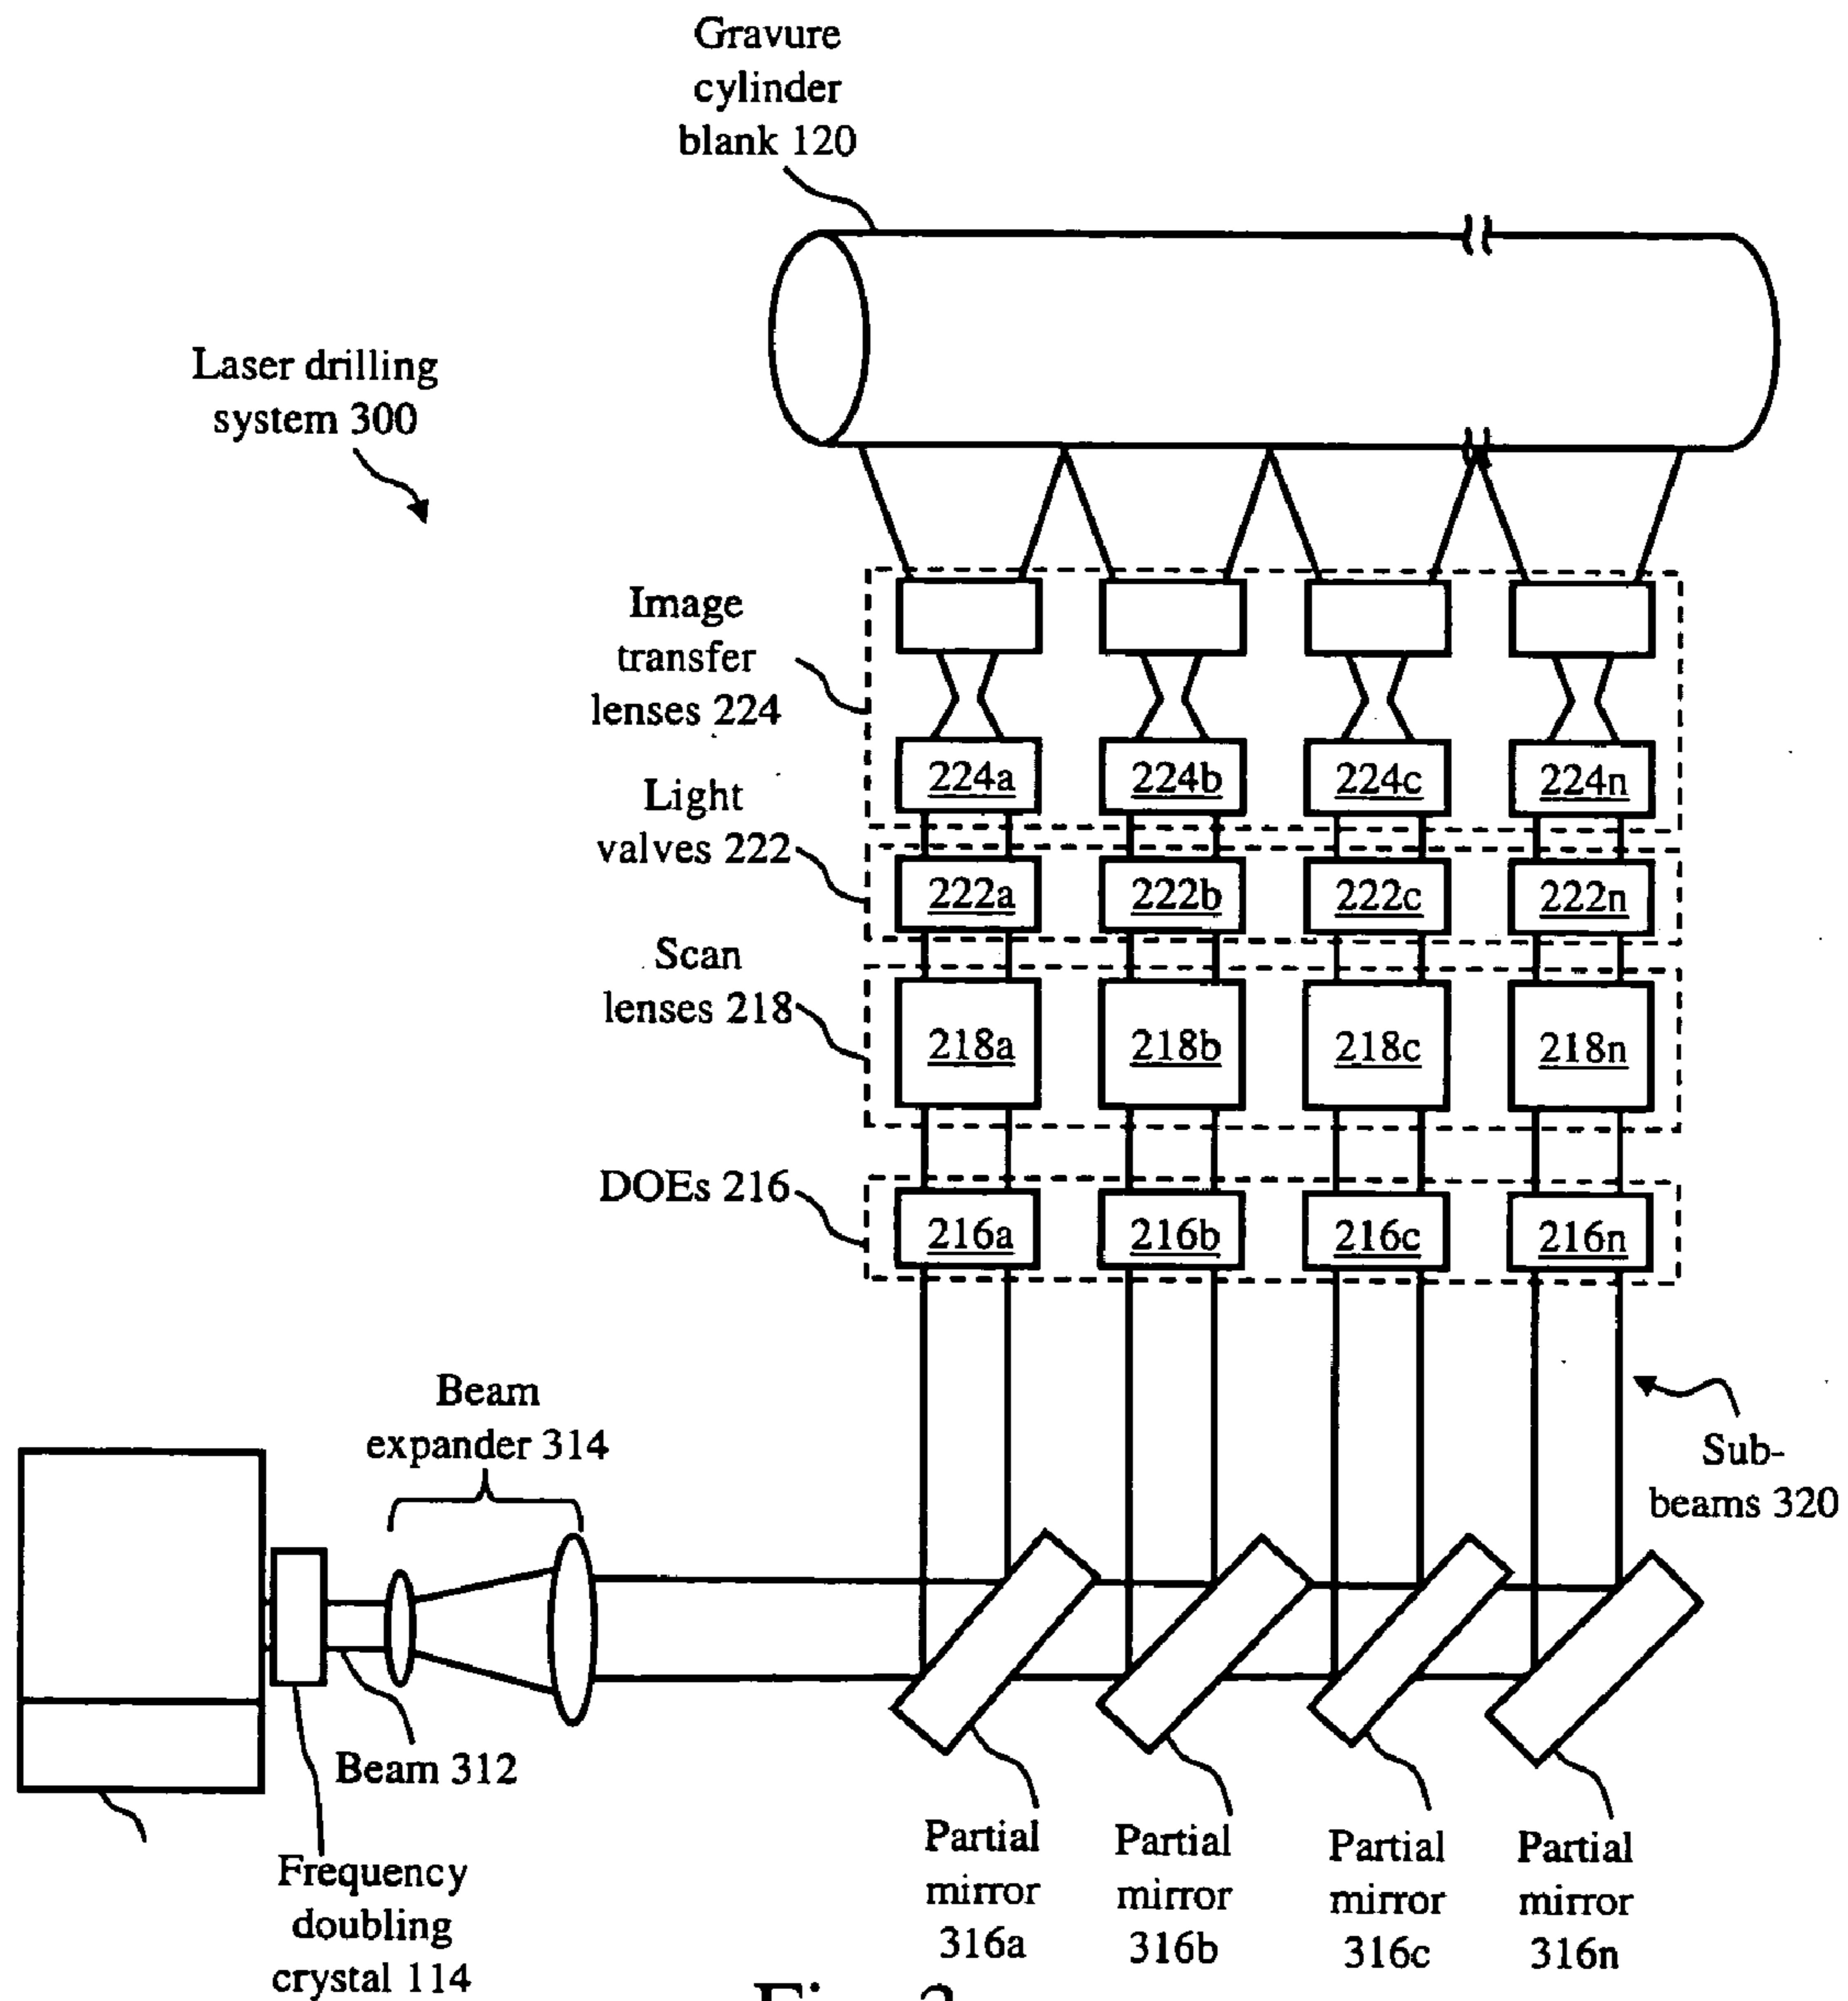 Gravure
cylinder
blank 120
Laser drilling
system 300
Image
transfer
lenses 224
224a
224b
224c
224n
Light
valves 222
222a
222b
222c
222n
Scan
lenses 218
218a
218b
218c
218n
DOEs 216
216a
216b
216c
216n
Beam
expander 314
Sub-
beams 320
Beam 312
Frequency
doubling
crystal 114
Partial
mirror
316a
Partial
mirror
316b
Partial
mirror
316c
Partial
mirror
316n